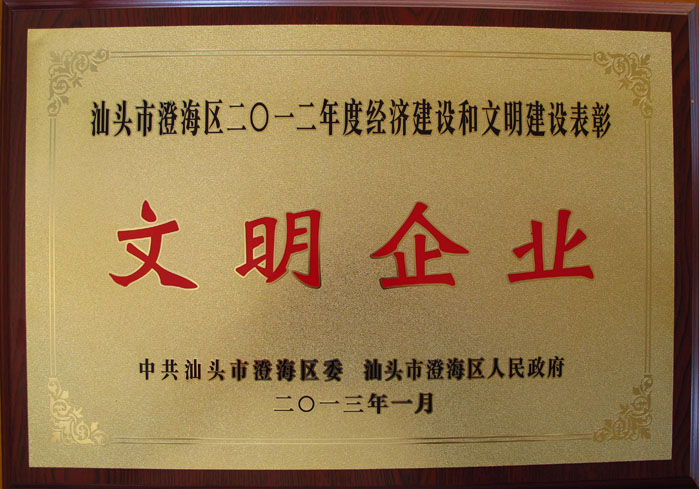 汕头市澄海区二〇一二年度经济建设和文明建设表彰
文明企业
中共汕头市澄海区委 汕头市澄海区人民政府
二〇一三年一月